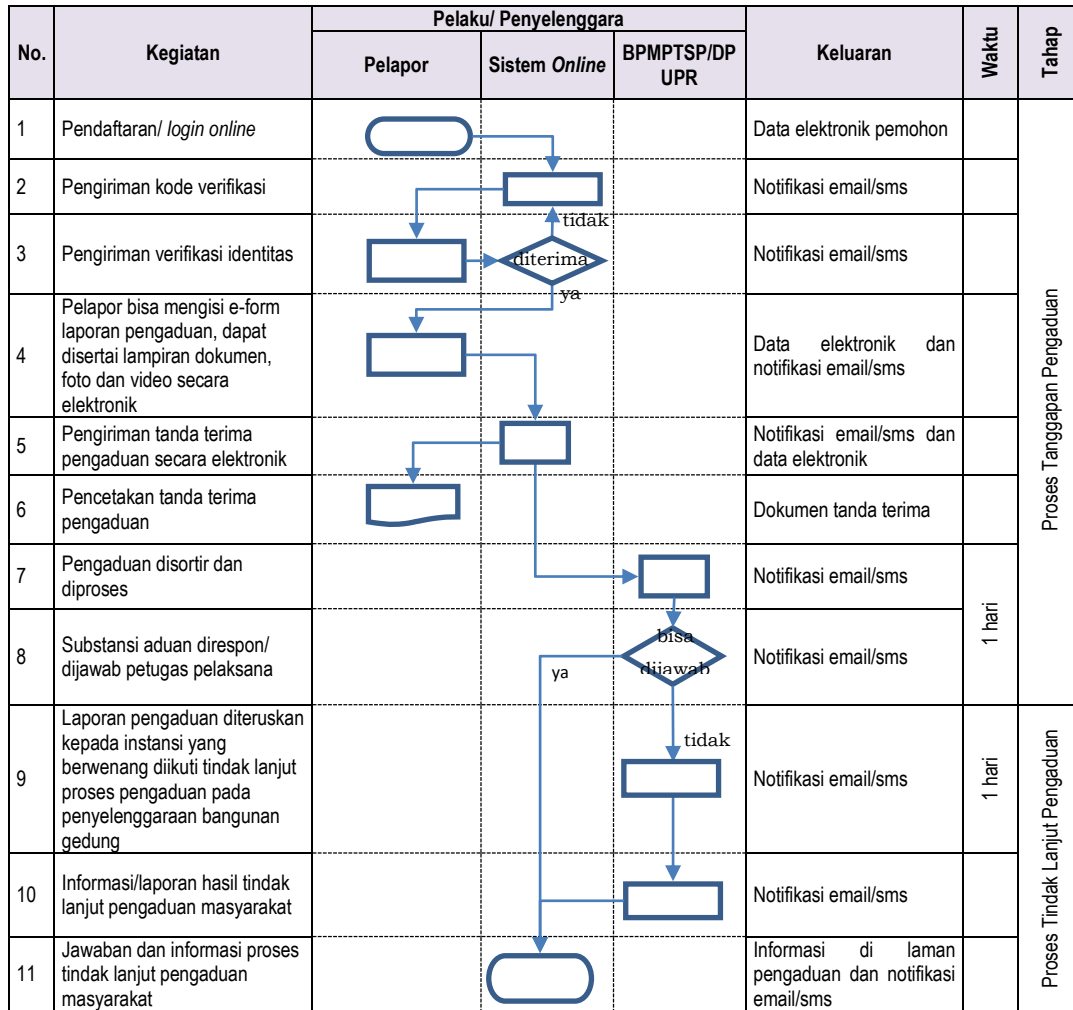 No.
Kegiatan
Pelaku/ Penyelenggara
Pelapor
Sistem Online
BPMPTSP/DP
UPR
Keluaran
Waktu
Tahap
1
Pendaftaran/ login online
Data elektronik pemohon
2
Pengiriman kode verifikasi
Notifikasi email/sms
tidak
3
Pengiriman verifikasi identitas
diterima
Notifikasi email/sms
ya
4
Pelapor bisa mengisi e-form
laporan pengaduan, dapat
disertai lampiran dokumen,
foto dan video secara
elektronik
Data elektronik dan
notifikasi email/sms
5
Pengiriman tanda terima
pengaduan secara elektronik
Notifikasi email/sms dan
data elektronik
6
Pencetakan tanda terima
pengaduan
Dokumen tanda terima
Proses Tanggapan Pengaduan
7
Pengaduan disortir dan
diproses
Notifikasi email/sms
1 hari
8
Substansi aduan direspon/
dijawab petugas pelaksana
bisa
dijawab
ya
Notifikasi email/sms
9
Laporan pengaduan diteruskan
kepada instansi yang
berwenang diikuti tindak lanjut
proses pengaduan pada
penyelenggaraan bangunan
gedung
tidak
Notifikasi email/sms
1 hari
Proses Tindak Lanjut Pengaduan
10
Informasi/laporan hasil tindak
lanjut pengaduan masyarakat
Notifikasi email/sms
11
Jawaban dan informasi proses
tindak lanjut pengaduan
masyarakat
Informasi di laman
pengaduan dan notifikasi
email/sms